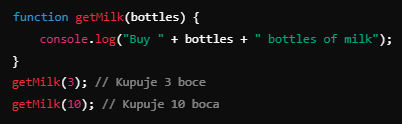 function getMilk(bottles) {
    console.log("Buy " + bottles + " bottles of milk");
}
getMilk(3); // Kupuje 3 boce
getMilk(10); // Kupuje 10 boca